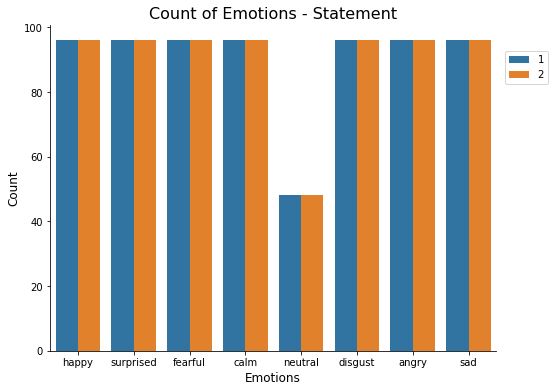 Count of Emotions - Statement
1
2
100
80
60
40
20
0
Count
happy surprised fearful calm neutral disgust angry sad
Emotions